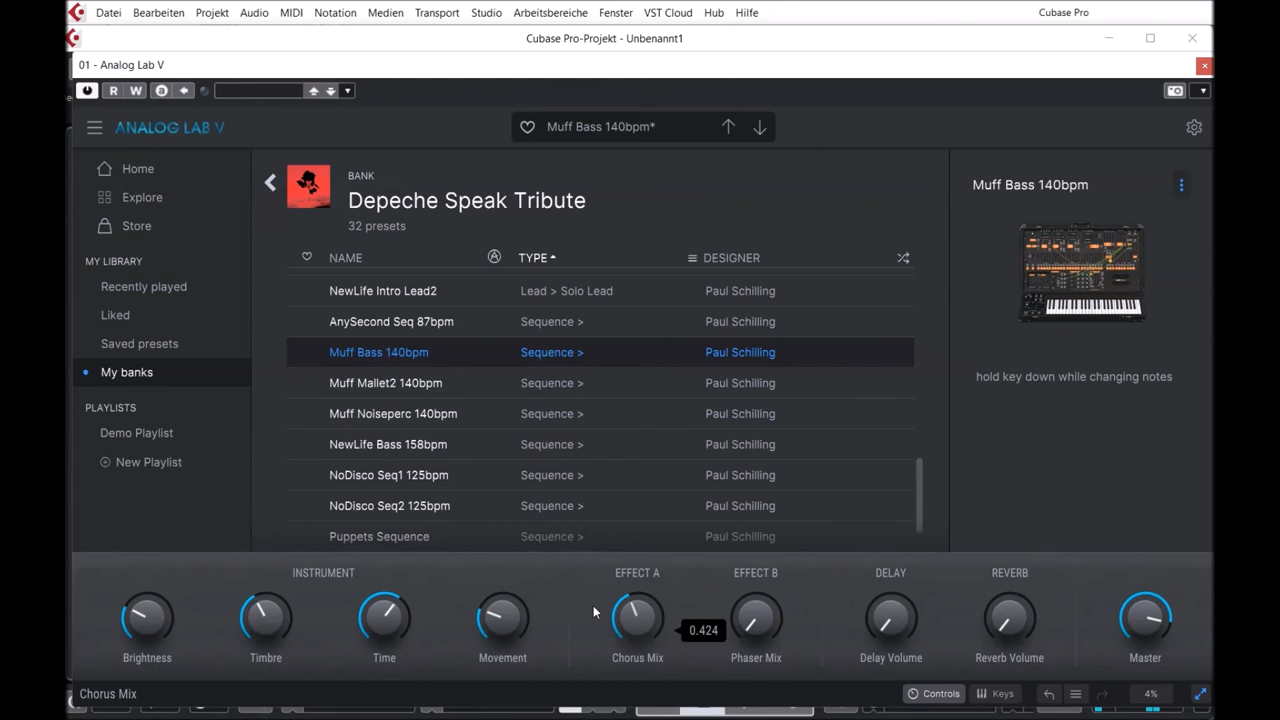 Datei Bearbeiten Projekt Audio MIDI Notation Medien Transport Studio Arbeitsbereiche Fenster VST Cloud Hub Hilfe Cubase Pro
Cubase Pro-Projekt - Unbenannt1
01 - Analog Lab V
R W a
ANALOG LAB V
Muff Bass 140bpm*
Home
Explore
Store
MY LIBRARY
Recently played
Liked
Saved presets
My banks
PLAYLISTS
Demo Playlist
New Playlist
BANK
Depeche Speak Tribute
32 presets
NAME TYPE DESIGNER
NewLife Intro Lead2 Lead > Solo Lead Paul Schilling
AnySecond Seq 87bpm Sequence > Paul Schilling
Muff Bass 140bpm Sequence > Paul Schilling
Muff Mallet2 140bpm Sequence > Paul Schilling
Muff Noiseperc 140bpm Sequence > Paul Schilling
NewLife Bass 158bpm Sequence > Paul Schilling
NoDisco Seq1 125bpm Sequence > Paul Schilling
NoDisco Seq2 125bpm Sequence > Paul Schilling
Puppets Sequence Sequence > Paul Schilling
Muff Bass 140bpm
hold key down while changing notes
INSTRUMENT EFFECT A EFFECT B DELAY REVERB
0.424
Brightness Timbre Time Movement Chorus Mix Phaser Mix Delay Volume Reverb Volume Master
Chorus Mix Controls Keys 4%